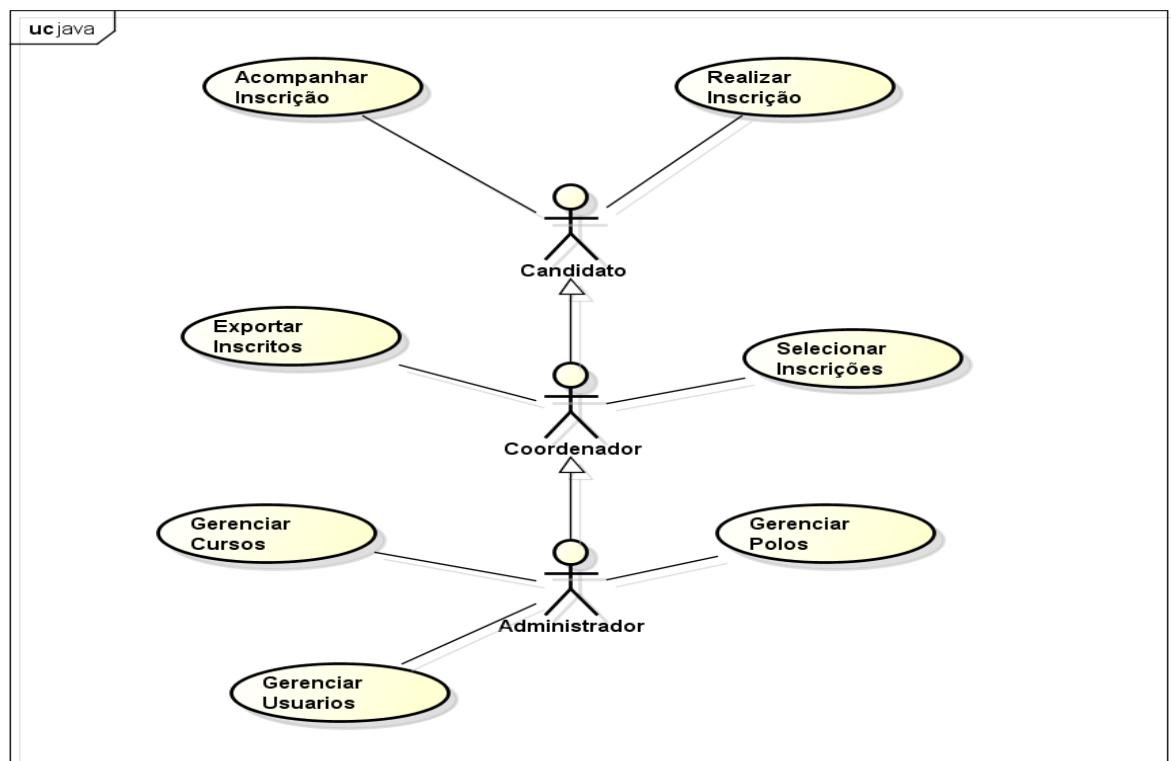 uc java
Acompanhar
Inscrição
Realizar
Inscrição
Candidato
Exportar
Inscritos
Selecionar
Inscrições
Coordenador
Gerenciar
Cursos
Gerenciar
Polos
Administrador
Gerenciar
Usuarios